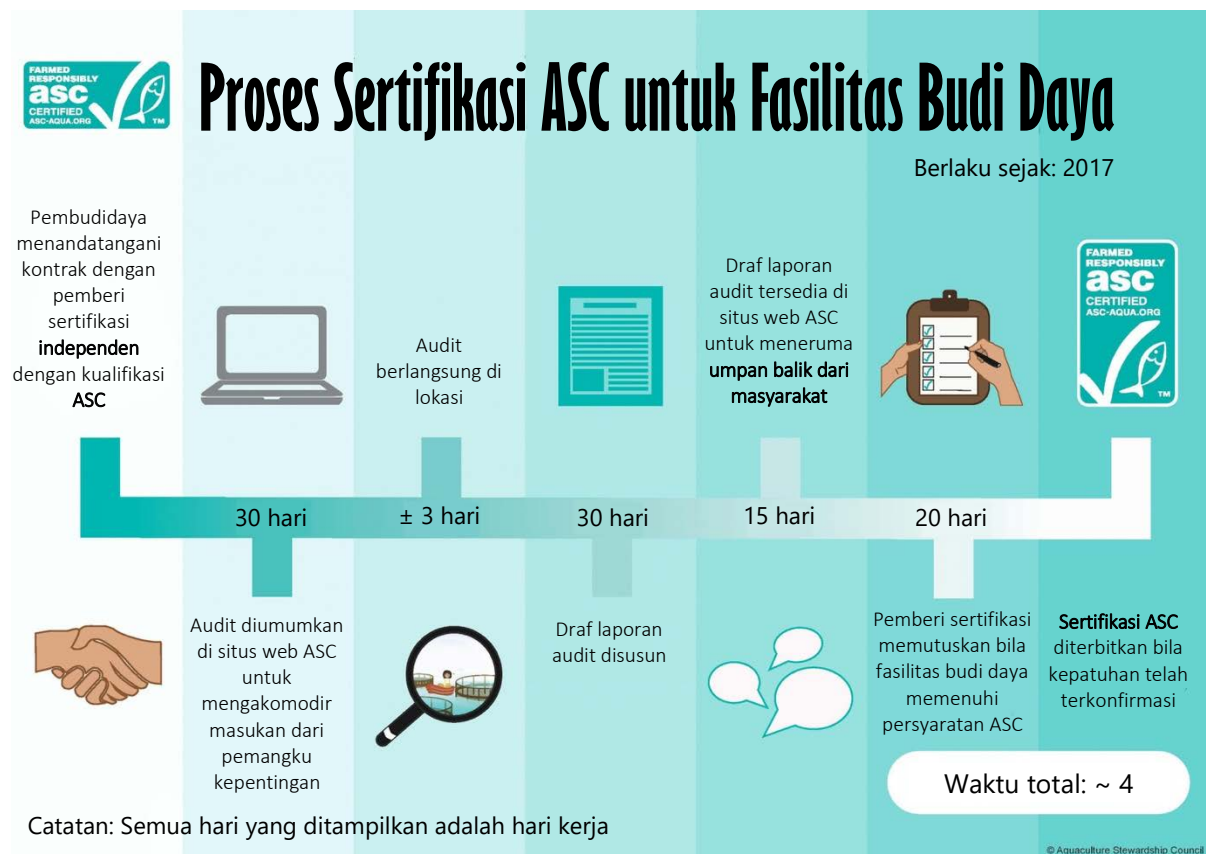 FARMED
RESPONSIBLY
asc
CERTIFIED
ASC-AQUA.ORG
TM
Proses Sertifikasi ASC untuk Fasilitas Budi Daya
Berlaku sejak: 2017
Pembudidaya
menandatangani
kontrak dengan
pemberi
sertifikasi
independen
dengan kualifikasi
ASC
Audit
berlangsung di
lokasi
Draf laporan
audit tersedia di
situs web ASC
untuk meneruma
umpan balik dari
masyarakat
FARMED
RESPONSIBLY
asc
CERTIFIED
ASC-AQUA.ORG
TM
30 hari
± 3 hari
30 hari
15 hari
20 hari
Audit diumumkan
di situs web ASC
untuk
mengakomodir
masukan dari
pemangku
kepentingan
Draf laporan
audit disusun
Pemberi sertifikasi
memutuskan bila
fasilitas budi daya
memenuhi
persyaratan ASC
Sertifikasi ASC
diterbitkan bila
kepatuhan telah
terkonfirmasi
Waktu total: ~ 4
Catatan: Semua hari yang ditampilkan adalah hari kerja
© Aquaculture Stewardship Council